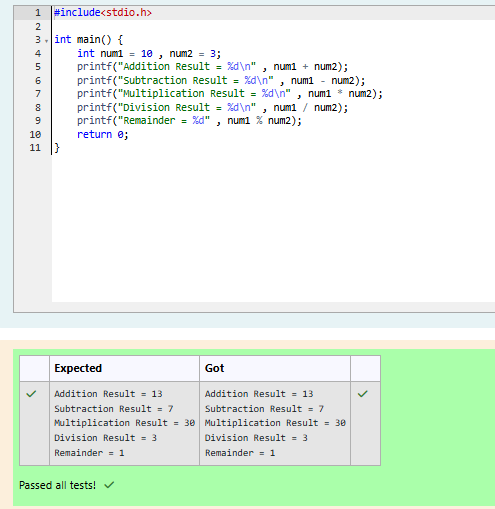 1 #include<stdio.h>
2
3 int main() {
4 int num1 = 10 , num2 = 3;
5 printf("Addition Result = %d\n" , num1 + num2);
6 printf("Subtraction Result = %d\n" , num1 - num2);
7 printf("Multiplication Result = %d\n" , num1 * num2);
8 printf("Division Result = %d\n" , num1 / num2);
9 printf("Remainder = %d" , num1 % num2);
10 return 0;
11 }
Expected Got
Addition Result = 13 Addition Result = 13
Subtraction Result = 7 Subtraction Result = 7
Multiplication Result = 30 Multiplication Result = 30
Division Result = 3 Division Result = 3
Remainder = 1 Remainder = 1
Passed all tests!